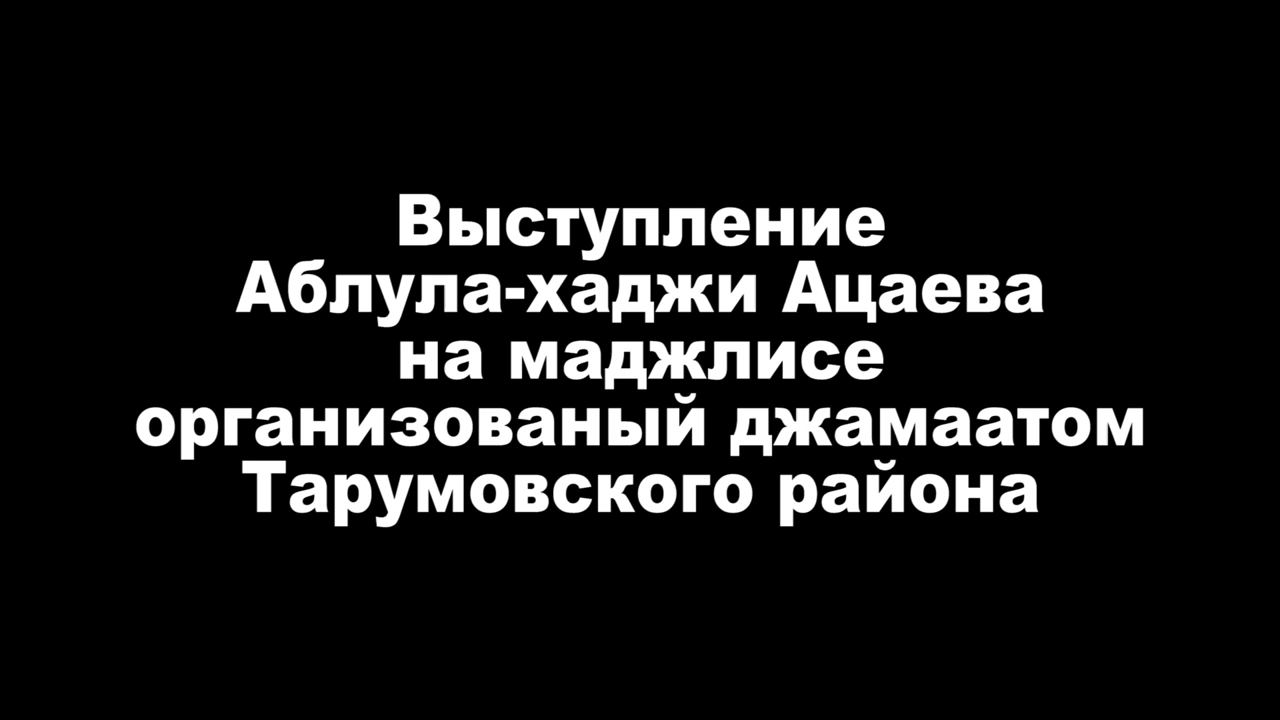 Выступление
Аблула-хаджи Ацаева
на маджлисе
организованый джамаатом
Тарумовского района